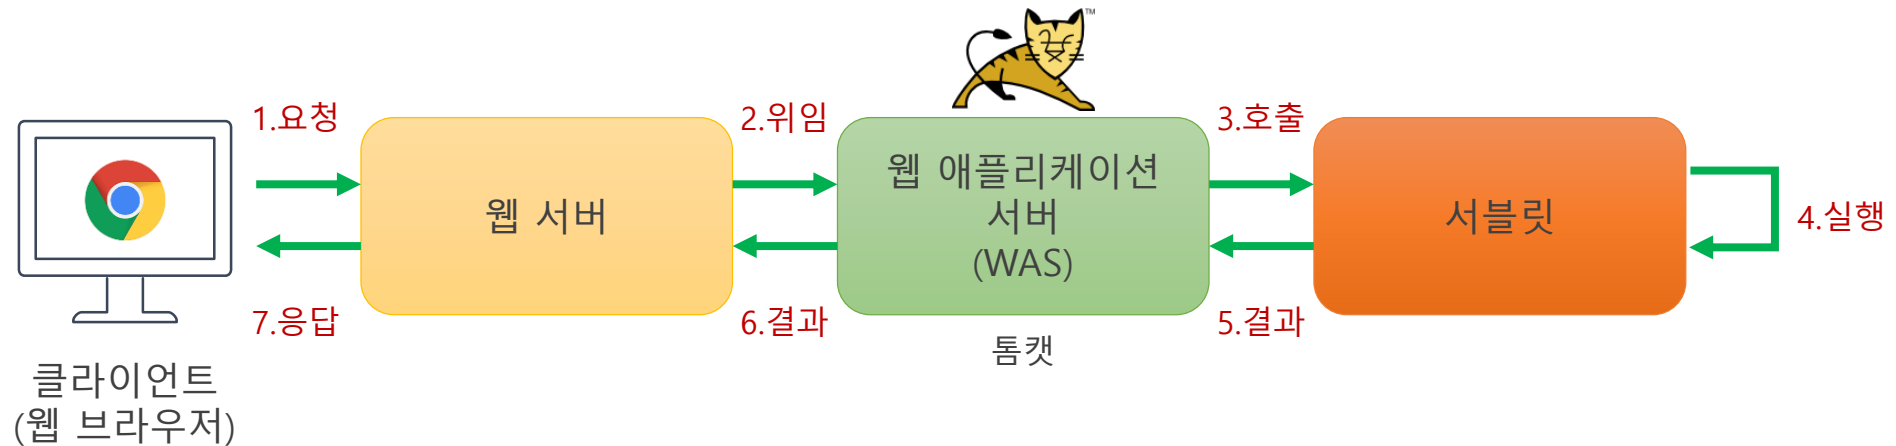 TM
1.요청
2.위임
3.호출
웹 서버
웹 애플리케이션
서버
(WAS)
서블릿
4.실행
7.응답
6.결과
5.결과
톰캣
클라이언트
(웹 브라우저)